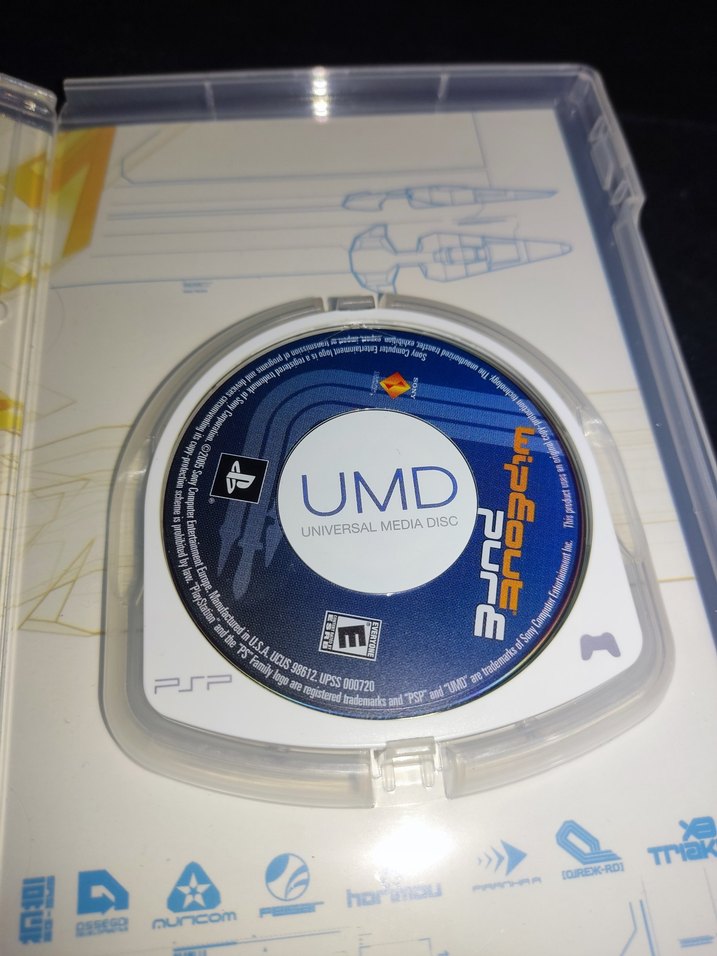 UMD
UNIVERSAL MEDIA DISC
wipEout
purE
SONY
EVERYONE
E
ESRB
PSP
This product uses an original copy protection technology. The unauthorized transfer, exhibition, export, import or transmission of programs and devices circumventing its copy protection scheme is prohibited by law. "PlayStation" and the "PS" Family logo are registered trademarks and "PSP" and "UMD" are trademarks of Sony Computer Entertainment Inc.
Sony Computer Entertainment logo is a registered trademark of Sony Corporation. ©2005 Sony Computer Entertainment Europe. Manufactured in U.S.A. UCUS 98612 UPSS 000720
®
AURICOM
FEISAR
harimau
PIRANHA
TRIAK